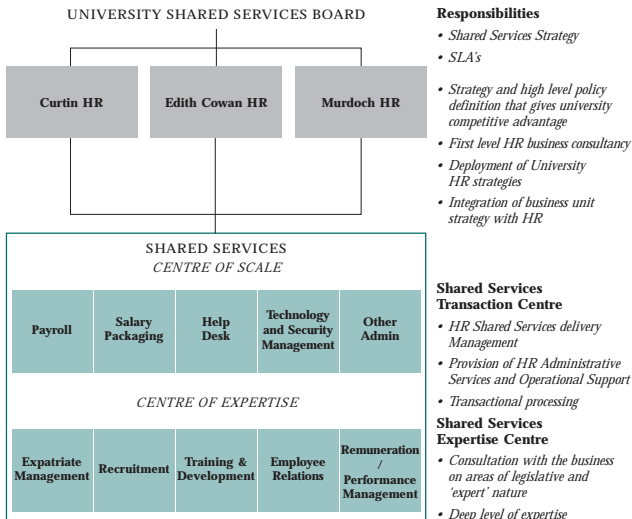 UNIVERSITY SHARED SERVICES BOARD
Curtin HR
Edith Cowan HR
Murdoch HR
SHARED SERVICES
CENTRE OF SCALE
Payroll
Salary
Packaging
Help
Desk
Technology
and Security
Management
Other
Admin
CENTRE OF EXPERTISE
Expatriate
Management
Recruitment
Training &
Development
Employee
Relations
Remuneration
/
Performance
Management
Responsibilities
• Shared Services Strategy
• SLA's
• Strategy and high level policy
definition that gives university
competitive advantage
• First level HR business consultancy
• Deployment of University
HR strategies
• Integration of business unit
strategy with HR
Shared Services
Transaction Centre
• HR Shared Services delivery
Management
• Provision of HR Administrative
Services and Operational Support
• Transactional processing
Shared Services
Expertise Centre
• Consultation with the business
on areas of legislative and
'expert' nature
• Deep level of expertise